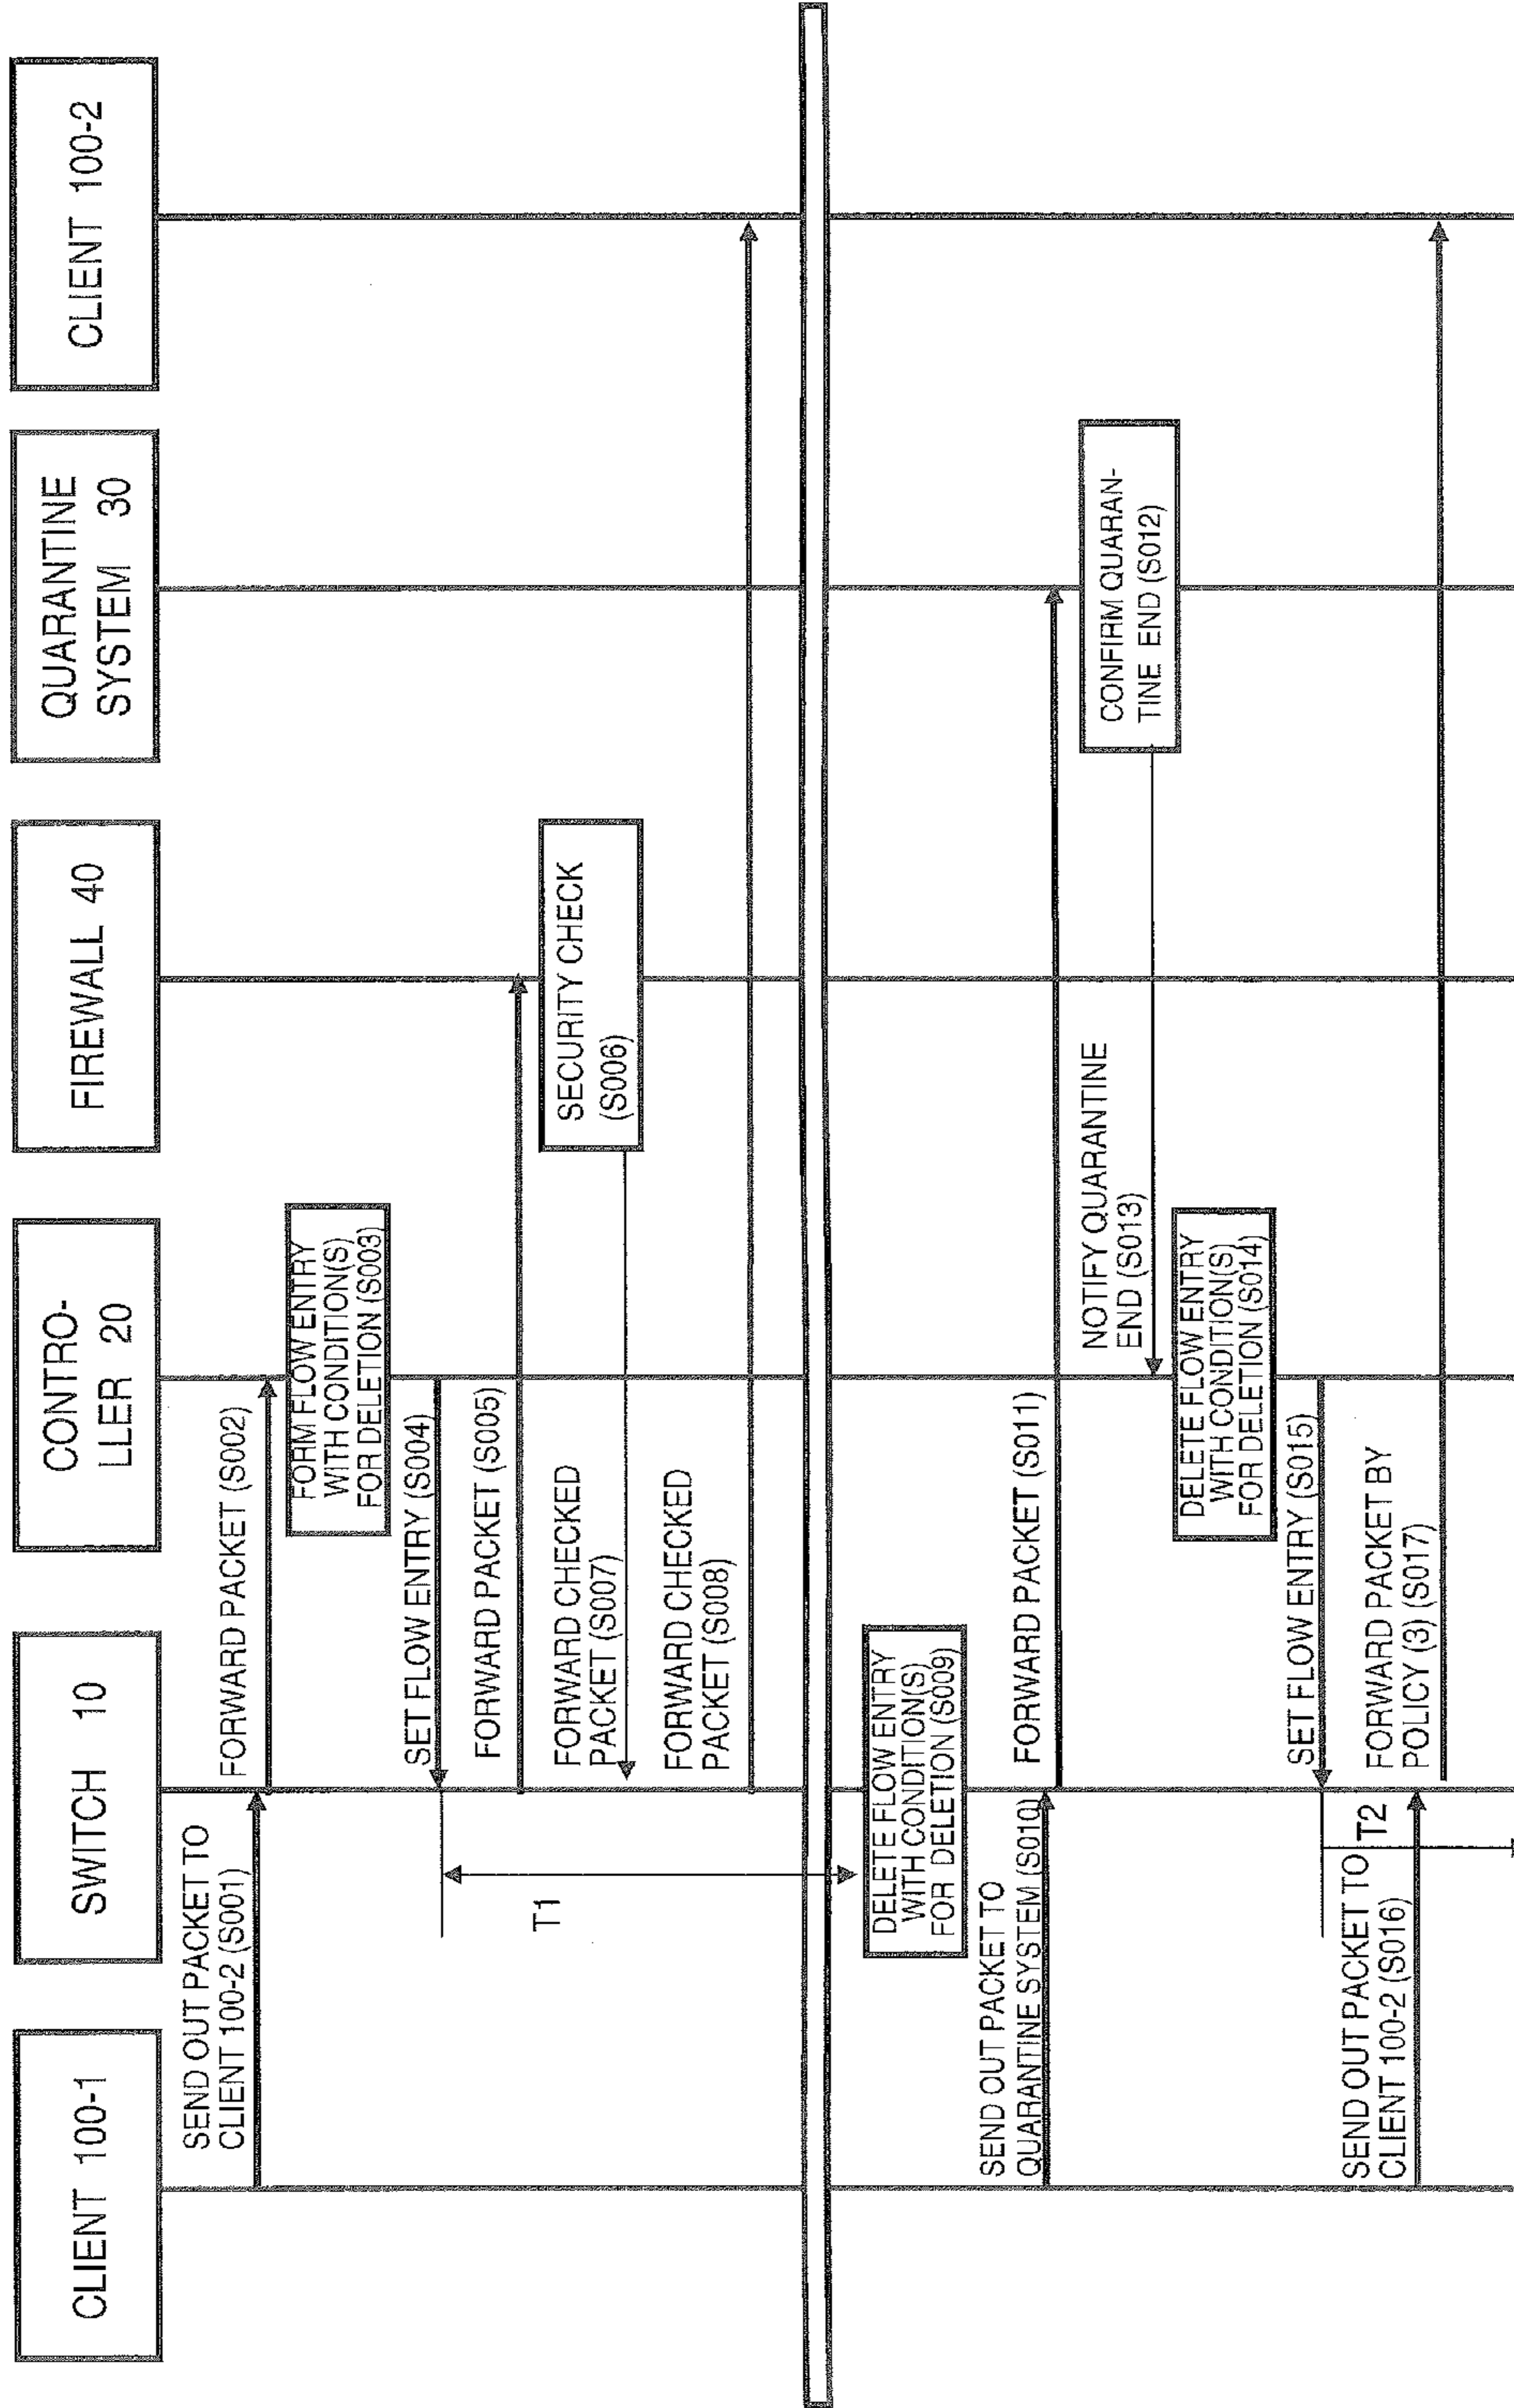 CLIENT 100-1
SWITCH 10
CONTRO-
LLER 20
FIREWALL 40
QUARANTINE
SYSTEM 30
CLIENT 100-2
SEND OUT PACKET TO
CLIENT 100-2 (S001)
FORWARD PACKET (S002)
FORM FLOW ENTRY
WITH CONDITION(S)
FOR DELETION (S003)
SET FLOW ENTRY (S004)
FORWARD PACKET (S005)
SECURITY CHECK
(S006)
T1
FORWARD CHECKED
PACKET (S007)
FORWARD CHECKED
PACKET (S008)
DELETE FLOW ENTRY
WITH CONDITION(S)
FOR DELETION (S009)
SEND OUT PACKET TO
QUARANTINE SYSTEM (S010)
FORWARD PACKET (S011)
CONFIRM QUARAN-
TINE END (S012)
NOTIFY QUARANTINE
END (S013)
DELETE FLOW ENTRY
WITH CONDITION(S)
FOR DELETION (S014)
SET FLOW ENTRY (S015)
T2
SEND OUT PACKET TO
CLIENT 100-2 (S016)
FORWARD PACKET BY
POLICY (3) (S017)